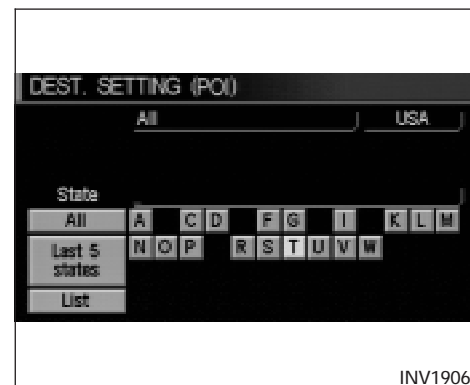 DEST. SETTING (POI)
All USA
State
All A C D F G I K L M
Last 5 states N O P R S T U V W
List
INV1906